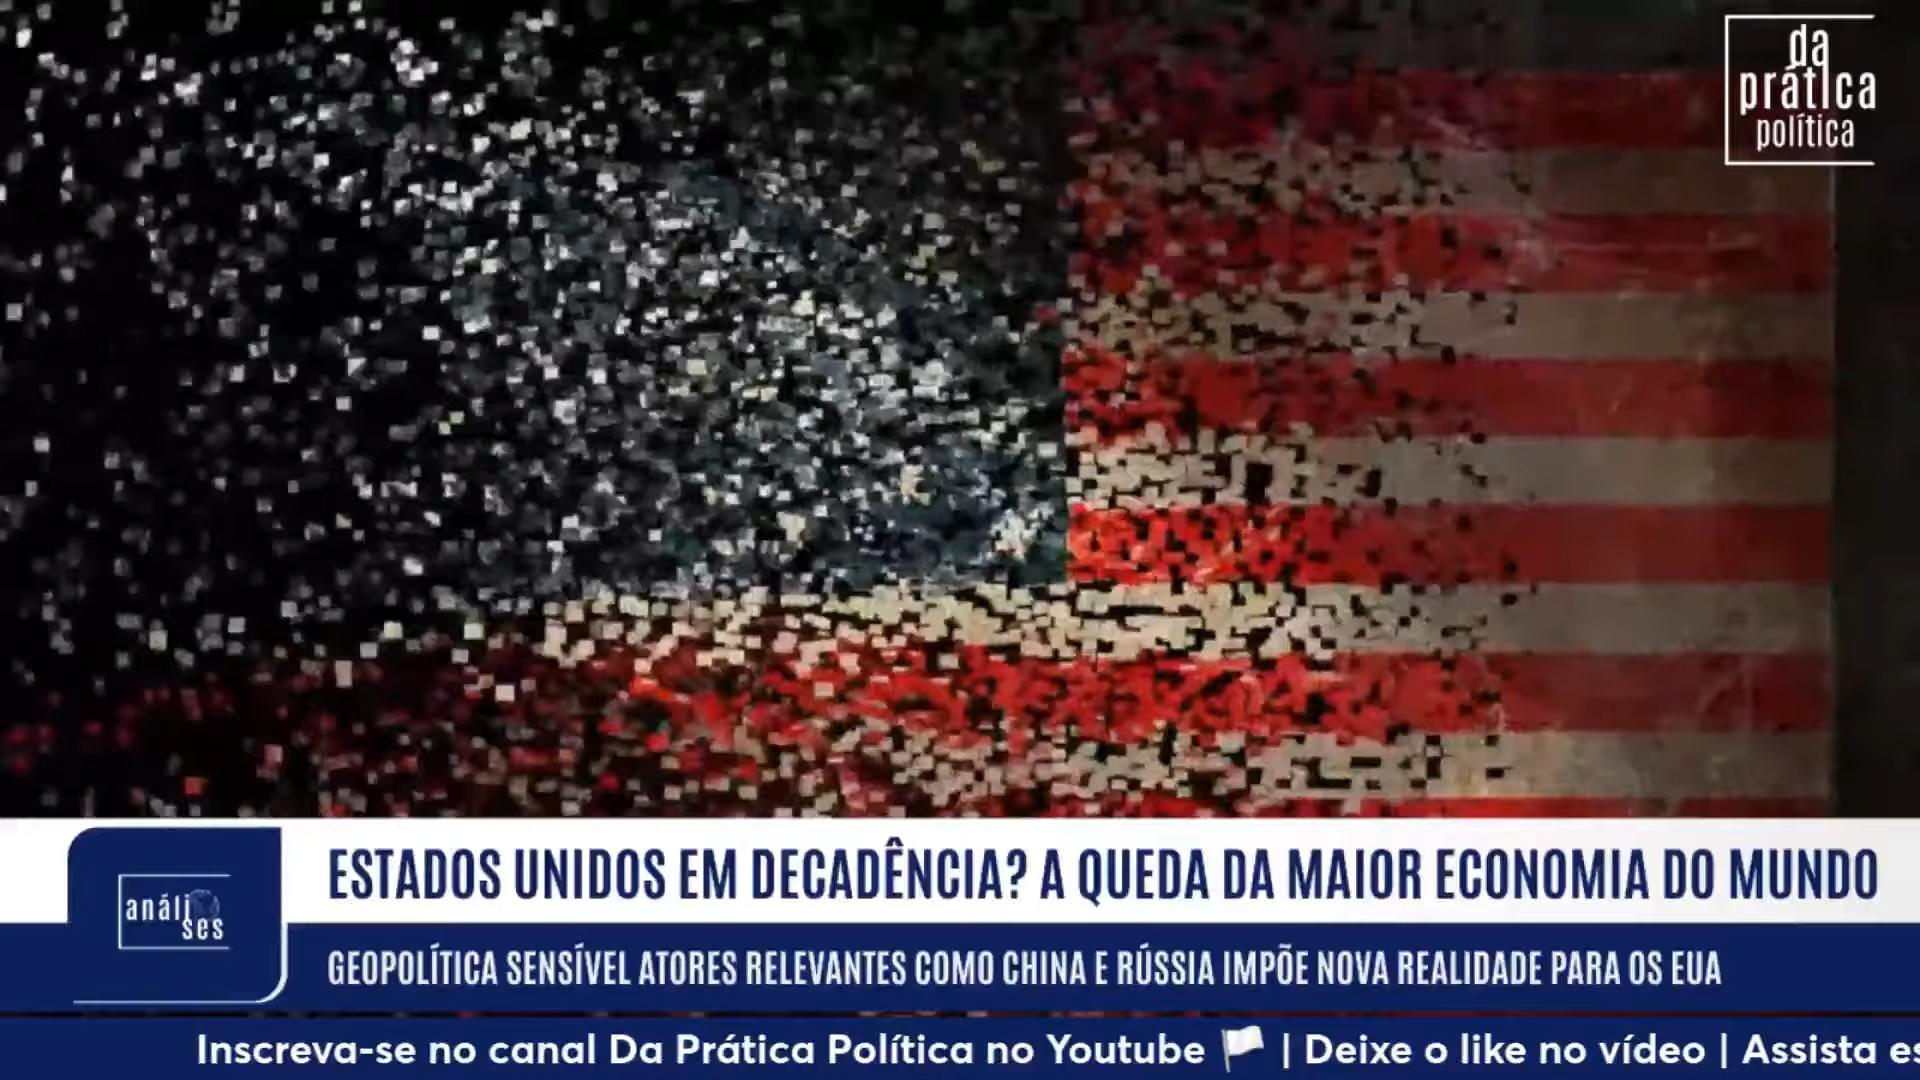 da
prática
política
ESTADOS UNIDOS EM DECADÊNCIA? A QUEDA DA MAIOR ECONOMIA DO MUNDO
análi
ses
GEOPOLÍTICA SENSÍVEL ATORES RELEVANTES COMO CHINA E RÚSSIA IMPÕE NOVA REALIDADE PARA OS EUA
Inscreva-se no canal Da Prática Política no Youtube 🏳️ | Deixe o like no vídeo | Assista es